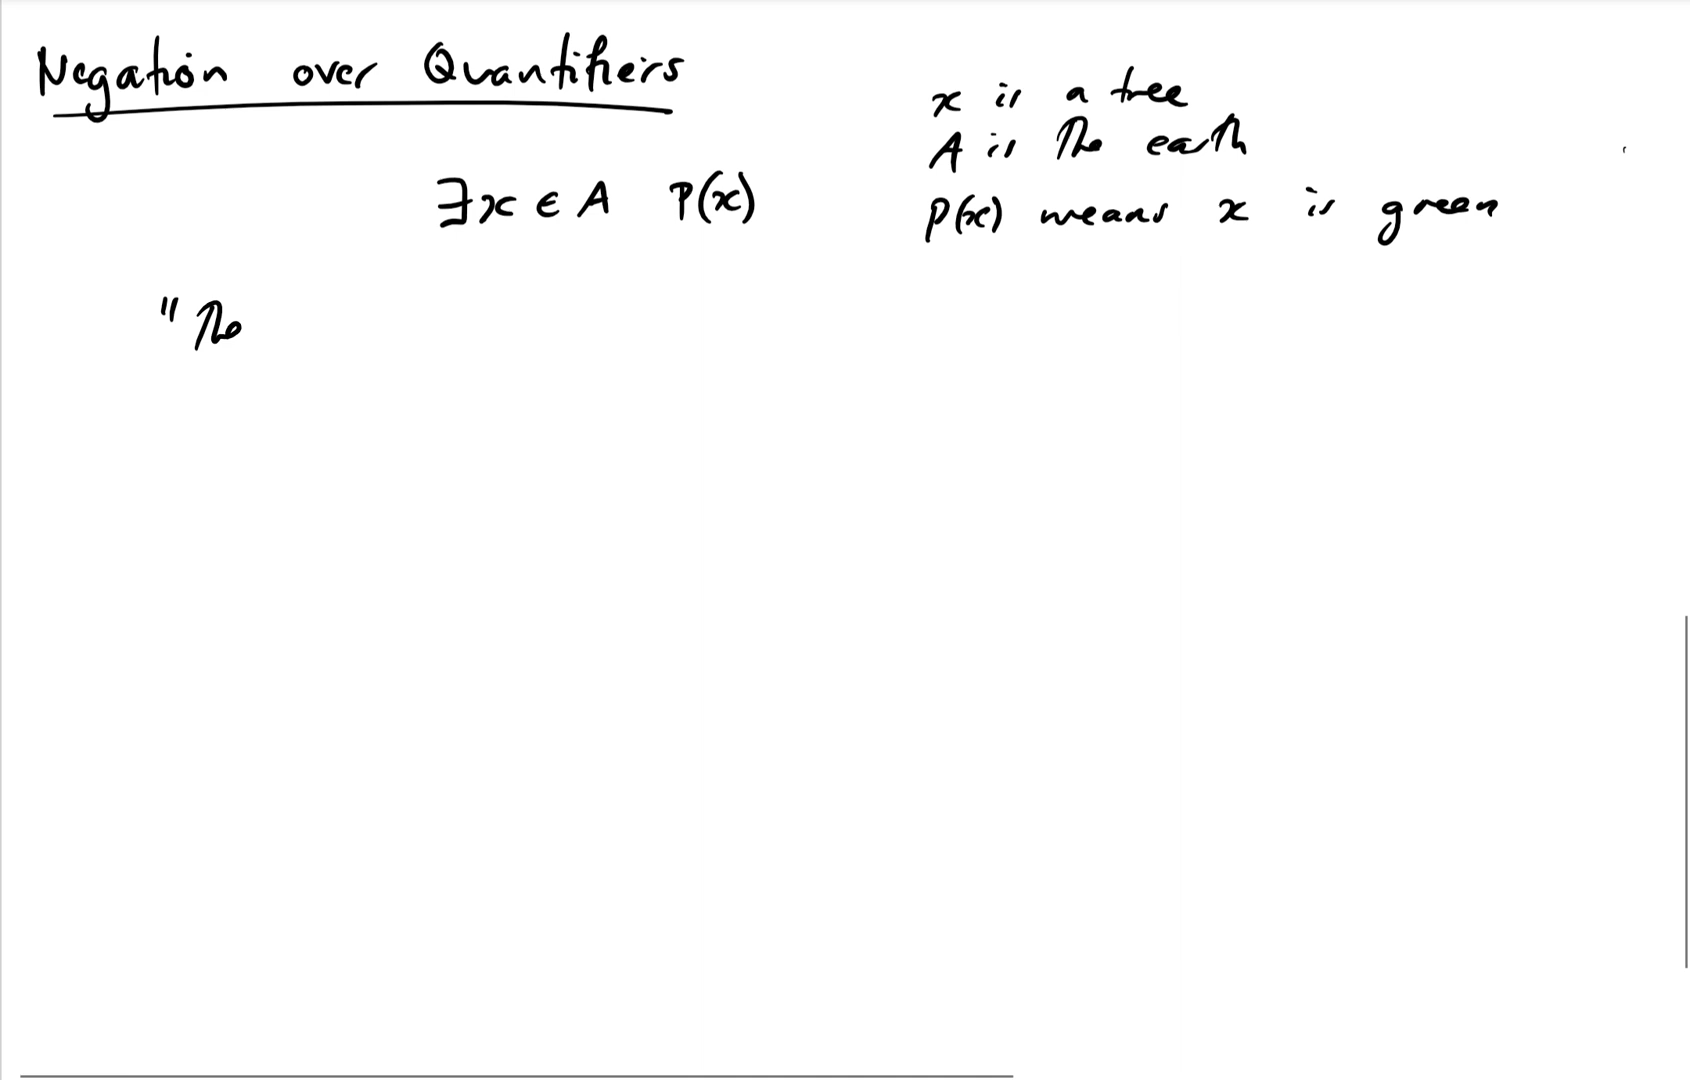 Negation over Quantifiers
x is a tree
A is the earth
∃x ∈ A P(x)
P(x) means x is green
"The